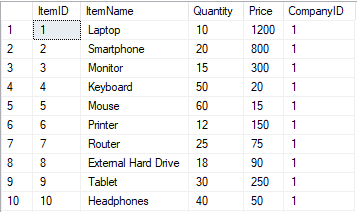 ItemID ItemName Quantity Price CompanyID
1 1 Laptop 10 1200 1
2 2 Smartphone 20 800 1
3 3 Monitor 15 300 1
4 4 Keyboard 50 20 1
5 5 Mouse 60 15 1
6 6 Printer 12 150 1
7 7 Router 25 75 1
8 8 External Hard Drive 18 90 1
9 9 Tablet 30 250 1
10 10 Headphones 40 50 1